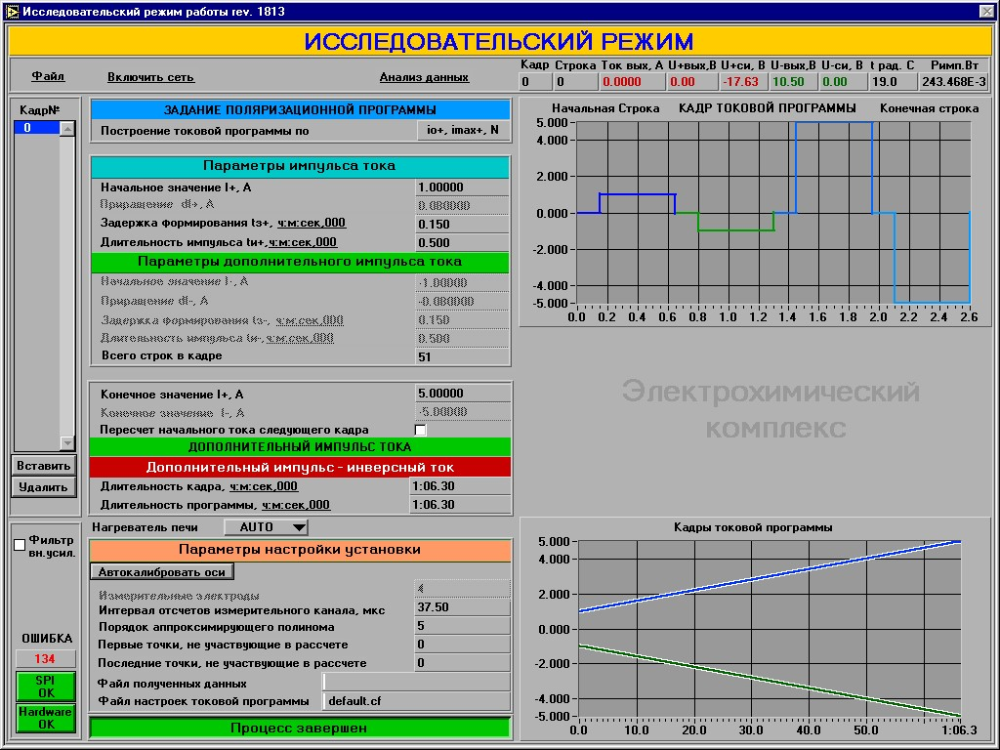 Исследовательский режим работы rev. 1813
ИССЛЕДОВАТЕЛЬСКИЙ РЕЖИМ
Файл Включить сеть Анализ данных
Кадр Строка Ток вых, А U+вых,В U+си, В U-вых,В U-си, В t рад. С Римп.Вт
0 0 0.0000 0.00 -17.63 10.50 0.00 19.0 243.468E-3
Кадр№
0
Вставить
Удалить
ЗАДАНИЕ ПОЛЯРИЗАЦИОННОЙ ПРОГРАММЫ
Построение токовой программы по io+, imax+, N
Параметры импульса тока
Начальное значение I+, А 1.00000
Приращение dI+, А 0.080000
Задержка формирования tз+, ч:м:сек,000 0.150
Длительность импульса tи+,ч:м:сек,000 0.500
Параметры дополнительного импульса тока
Начальное значение I-, А -1.00000
Приращение dI-, А -0.080000
Задержка формирования tз-, ч:м:сек,000 0.150
Длительность импульса tи-,ч:м:сек,000 0.500
Всего строк в кадре 51
Конечное значение I+, А 5.00000
Конечное значение I-, А -5.00000
Пересчет начального тока следующего кадра
ДОПОЛНИТЕЛЬНЫЙ ИМПУЛЬС ТОКА
Дополнительный импульс - инверсный ток
Длительность кадра, ч:м:сек,000 1:06.30
Длительность программы, ч:м:сек,000 1:06.30
Нагреватель печи AUTO
Параметры настройки установки
Автокалибровать оси
Измерительные электроды 4
Интервал отсчетов измерительного канала, мкс 37.50
Порядок аппроксимирующего полинома 5
Первые точки, не участвующие в рассчете 0
Последние точки, не участвующие в рассчете 0
Файл полученных данных
Файл настроек токовой программы default.cf
Процесс завершен
Фильтр
вн.усил.
ОШИБКА
134
SPI
OK
Hardware
OK
Начальная Строка КАДР ТОКОВОЙ ПРОГРАММЫ Конечная строка
5.000
4.000
2.000
0.000
-2.000
-4.000
-5.000
0.0 0.2 0.4 0.6 0.8 1.0 1.2 1.4 1.6 1.8 2.0 2.2 2.4 2.6
Электрохимический
комплекс
Кадры токовой программы
5.000
4.000
2.000
0.000
-2.000
-4.000
-5.000
0.0 10.0 20.0 30.0 40.0 50.0 1:06.3